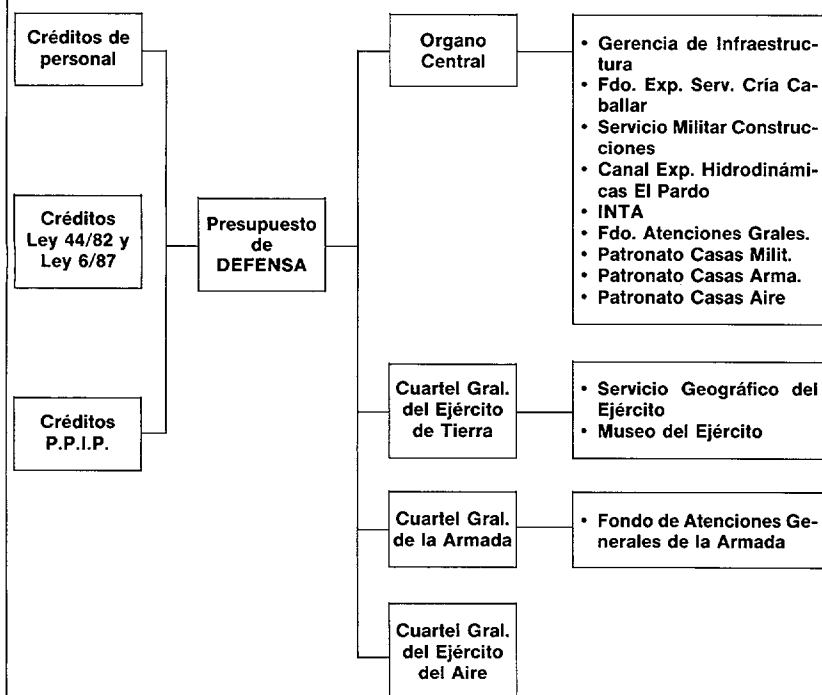 Créditos de
personal
Créditos
Ley 44/82 y
Ley 6/87
Créditos
P.P.I.P.
Presupuesto
de
DEFENSA
Organo
Central
• Gerencia de Infraestruc-
tura
• Fdo. Exp. Serv. Cría Ca-
ballar
• Servicio Militar Construc-
ciones
• Canal Exp. Hidrodinámi-
cas El Pardo
• INTA
• Fdo. Atenciones Grales.
• Patronato Casas Milit.
• Patronato Casas Arma.
• Patronato Casas Aire
Cuartel Gral.
del Ejército
de Tierra
• Servicio Geográfico del
Ejército
• Museo del Ejército
Cuartel Gral.
de la Armada
• Fondo de Atenciones Ge-
nerales de la Armada
Cuartel Gral.
del Ejército
del Aire